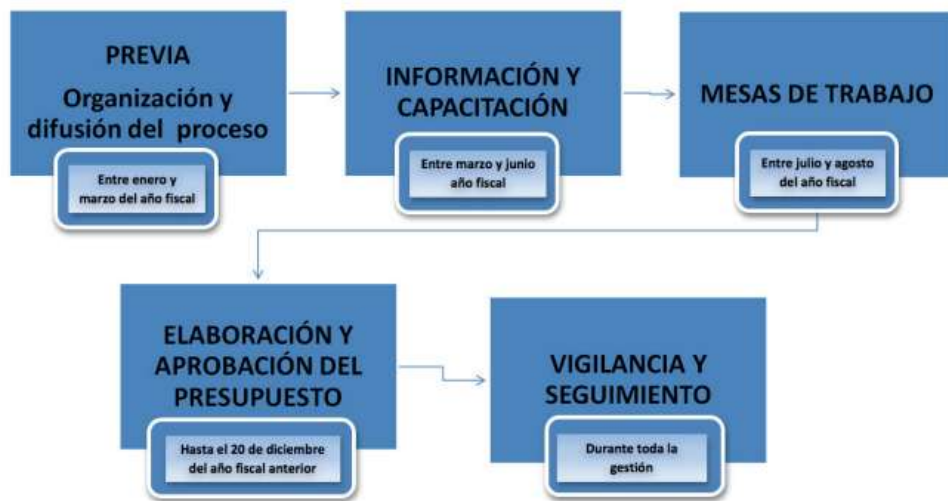 PREVIA
Organización y
difusión del proceso
Entre enero y
marzo del año fiscal
INFORMACIÓN Y
CAPACITACIÓN
Entre marzo y junio
año fiscal
MESAS DE TRABAJO
Entre julio y agosto
del año fiscal
ELABORACIÓN Y
APROBACIÓN DEL
PRESUPUESTO
Hasta el 20 de diciembre
del año fiscal anterior
VIGILANCIA Y
SEGUIMIENTO
Durante toda la
gestión